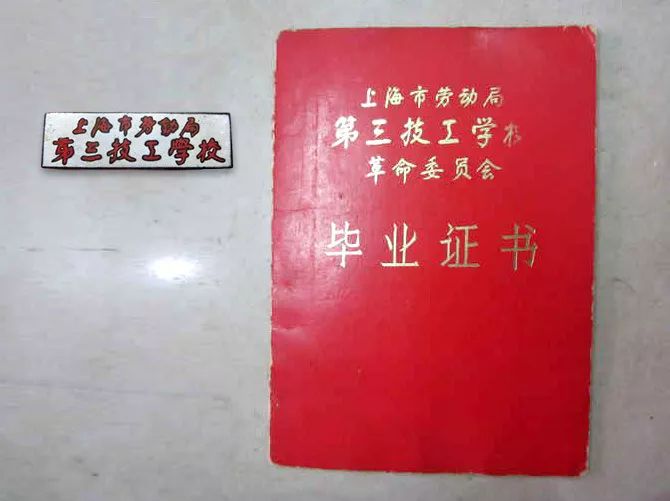 上海市劳动局
第三技工學校
上海市劳动局
第三技工学校
革命委员会
毕业证书